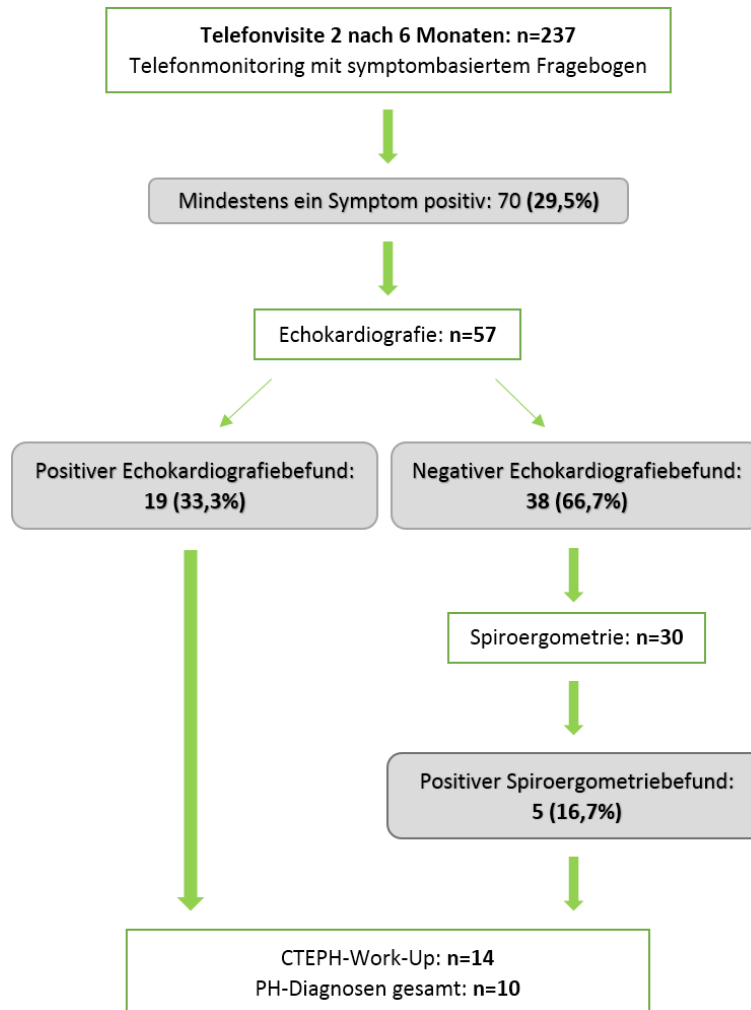 Telefonvisite 2 nach 6 Monaten: n=237
Telefonmonitoring mit symptombasiertem Fragebogen
Mindestens ein Symptom positiv: 70 (29,5%)
Echokardiografie: n=57
Positiver Echokardiografiebefund:
19 (33,3%)
Negativer Echokardiografiebefund:
38 (66,7%)
Spiroergometrie: n=30
Positiver Spiroergometriebefund:
5 (16,7%)
CTEPH-Work-Up: n=14
PH-Diagnosen gesamt: n=10